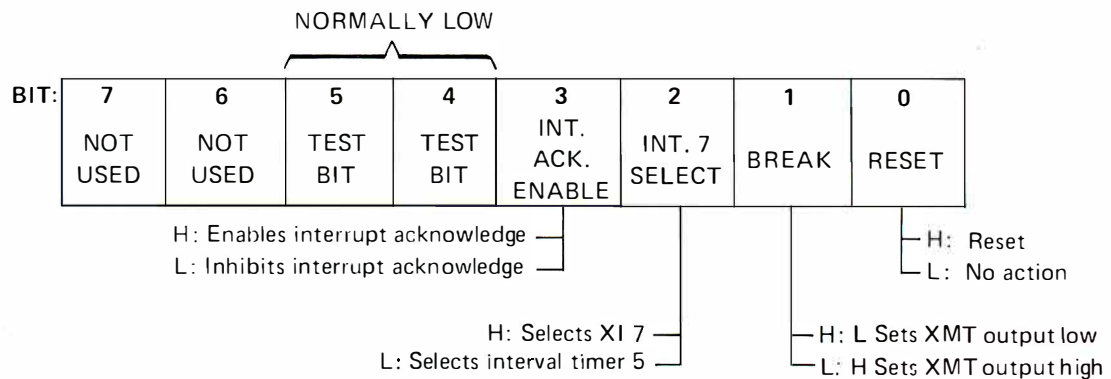 NORMALLY LOW
BIT: 7 6 5 4 3 2 1 0
NOT USED
NOT USED
TEST BIT
TEST BIT
INT. ACK. ENABLE
INT. 7 SELECT
BREAK
RESET
H: Enables interrupt acknowledge
L: Inhibits interrupt acknowledge
H: Reset
L: No action
H: Selects XI 7
L: Selects interval timer 5
H: L Sets XMT output low
L: H Sets XMT output high